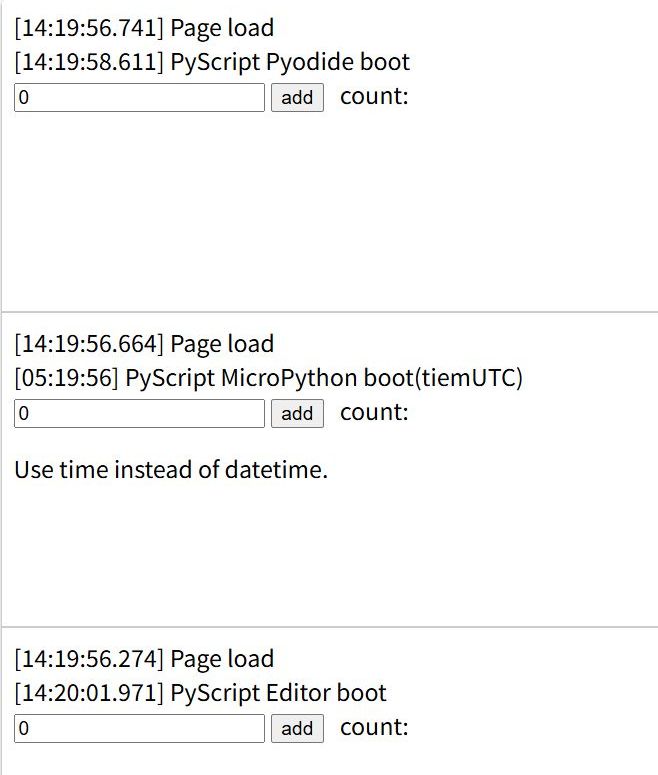 [14:19:56.741] Page load
[14:19:58.611] PyScript Pyodide boot
0 add count:
[14:19:56.664] Page load
[05:19:56] PyScript MicroPython boot(tiemUTC)
0 add count:
Use time instead of datetime.
[14:19:56.274] Page load
[14:20:01.971] PyScript Editor boot
0 add count: